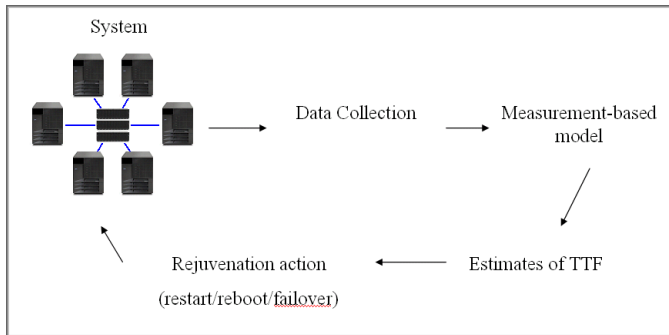 System
Data Collection
Measurement-based
model
Estimates of TTF
Rejuvenation action
(restart/reboot/failover)